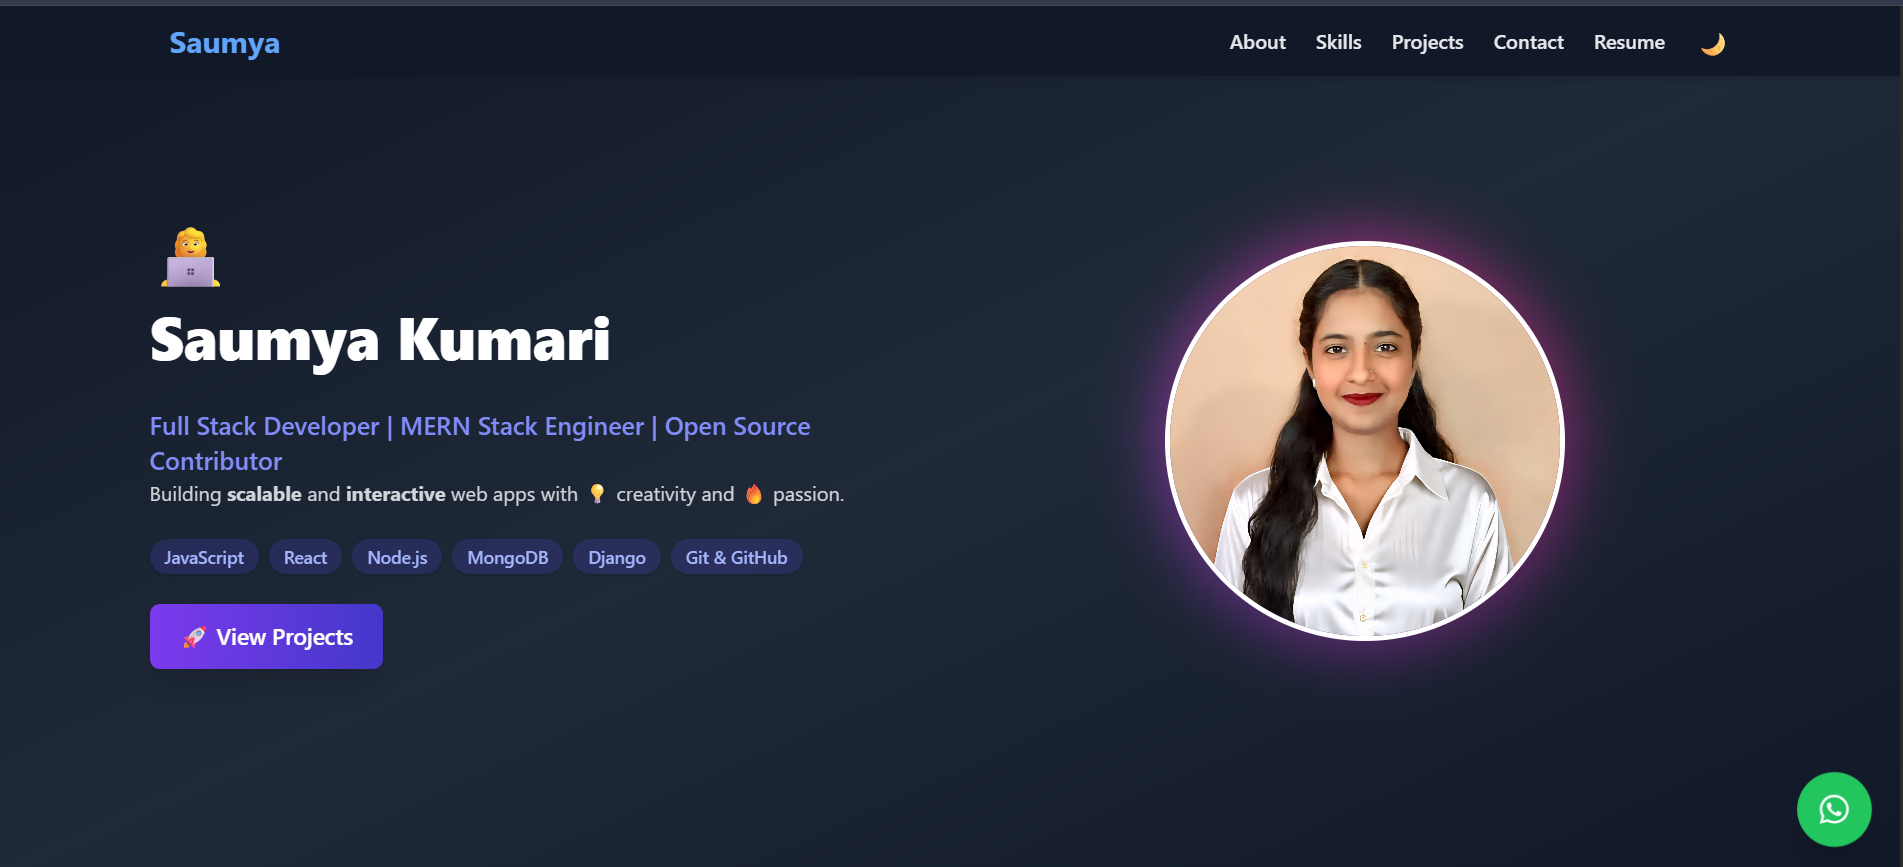 Saumya
About Skills Projects Contact Resume
Saumya Kumari
Full Stack Developer | MERN Stack Engineer | Open Source
Contributor
Building scalable and interactive web apps with 💡 creativity and 🔥 passion.
JavaScript React Node.js MongoDB Django Git & GitHub
🚀 View Projects